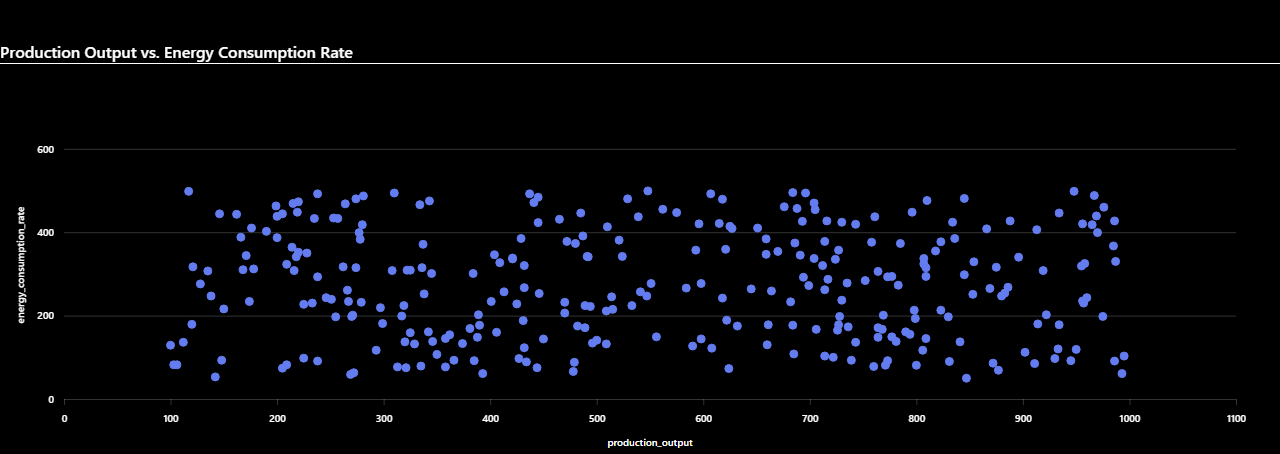 Production Output vs. Energy Consumption Rate
600
500
400
200
0
energy_consumption_rate
0 100 200 300 400 500 600 700 800 900 1000 1100
production_output